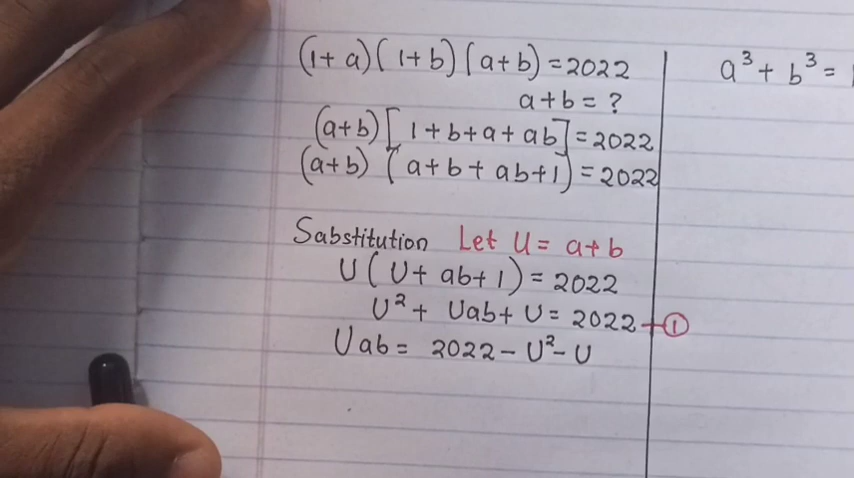 (1+a)(1+b)(a+b)=2022
a+b=?
(a+b)[1+b+a+ab]=2022
(a+b)(a+b+ab+1)=2022
Sabstitution Let U=a+b
U(U+ab+1)=2022
U²+Uab+U=2022 ①
Uab=2022-U²-U
a³+b³=